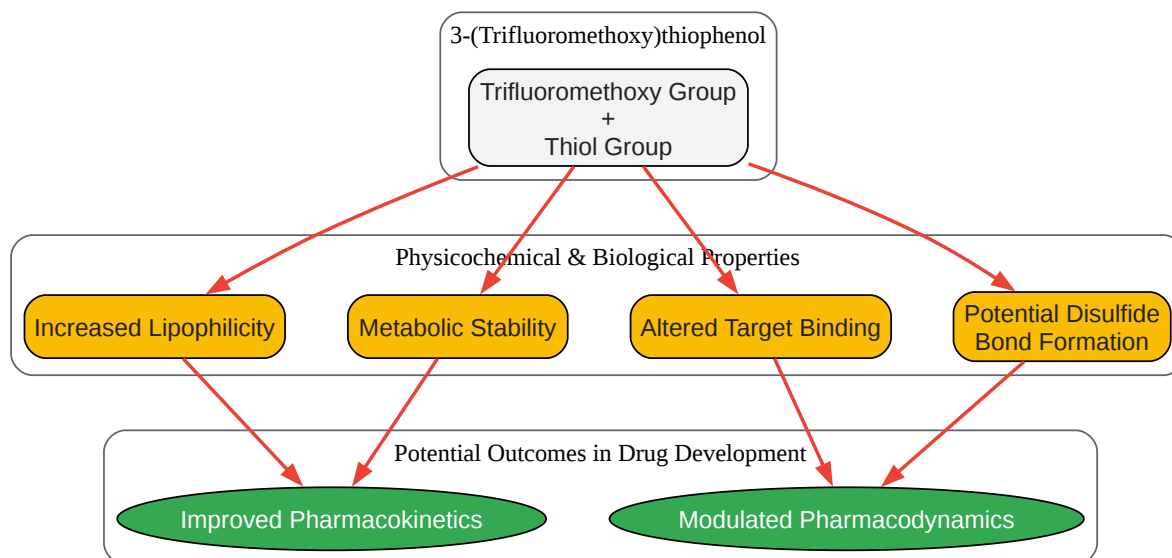 3-(Trifluoromethoxy)thiophenol
Trifluoromethoxy Group
+
Thiol Group
Physicochemical & Biological Properties
Increased Lipophilicity
Metabolic Stability
Altered Target Binding
Potential Disulfide
Bond Formation
Potential Outcomes in Drug Development
Improved Pharmacokinetics
Modulated Pharmacodynamics